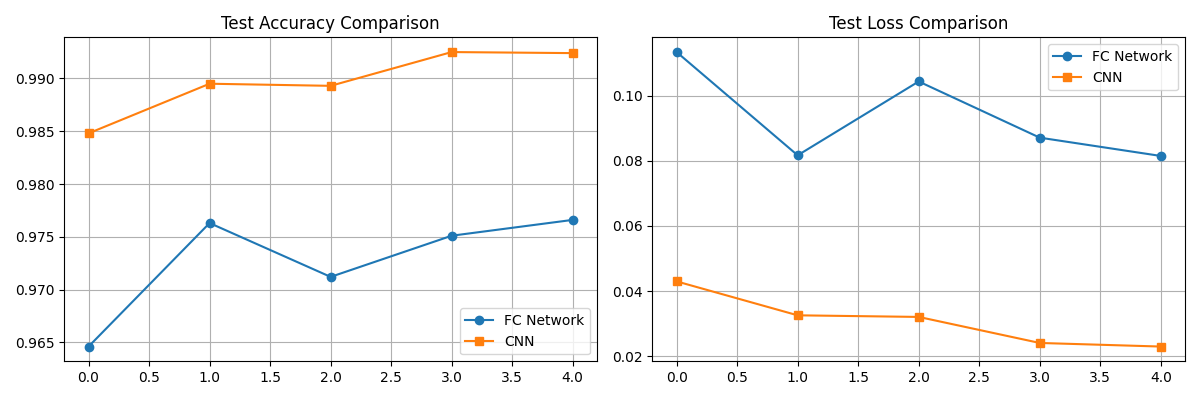 Test Accuracy Comparison
0.990
0.985
0.980
0.975
0.970
0.965
FC Network
CNN
0.0 0.5 1.0 1.5 2.0 2.5 3.0 3.5 4.0
Test Loss Comparison
FC Network
CNN
0.10
0.08
0.06
0.04
0.02
0.0 0.5 1.0 1.5 2.0 2.5 3.0 3.5 4.0